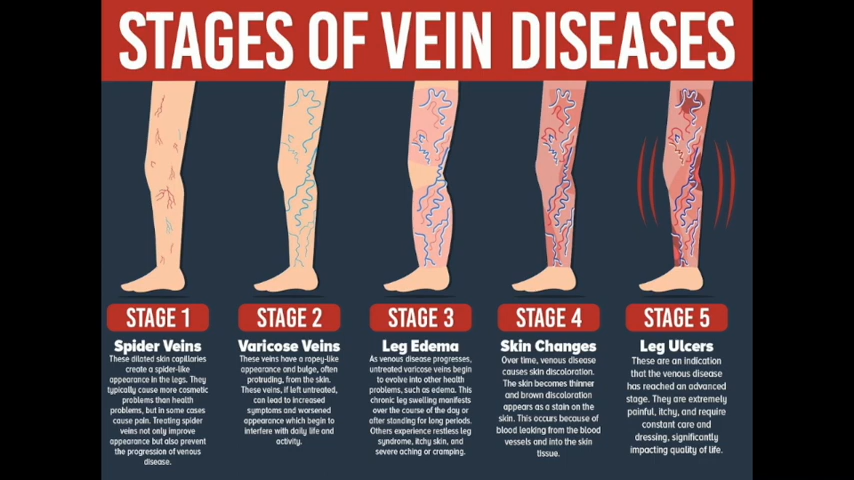 STAGES OF VEIN DISEASES
STAGE 1
Spider Veins
These dilated skin capillaries
create a spider-like
appearance in the legs. They
typically cause more cosmetic
problems than health
problems, but in some cases
cause pain. Treating spider
veins not only improve
appearance but also prevent
the progression of venous
disease.
STAGE 2
Varicose Veins
These veins have a ropey-like
appearance and bulge, often
protruding, from the skin.
These veins, if left untreated,
can lead to increased
symptoms and worsened
appearance which begin to
interfere with daily life and
activity.
STAGE 3
Leg Edema
As venous disease progresses,
untreated varicose veins begin
to evolve into other health
problems, such as edema. This
chronic leg swelling manifests
over the course of the day or
after standing for long periods.
Others experience restless leg
syndrome, itchy skin, and
severe aching or cramping.
STAGE 4
Skin Changes
Over time, venous disease
causes skin discoloration.
The skin becomes thinner
and brown discoloration
appears as a stain on the
skin. This occurs because of
blood leaking from the blood
vessels and into the skin
tissue.
STAGE 5
Leg Ulcers
These are an indication
that the venous disease
has reached an advanced
stage. They are extremely
painful, itchy, and require
constant care and
dressing, significantly
impacting quality of life.